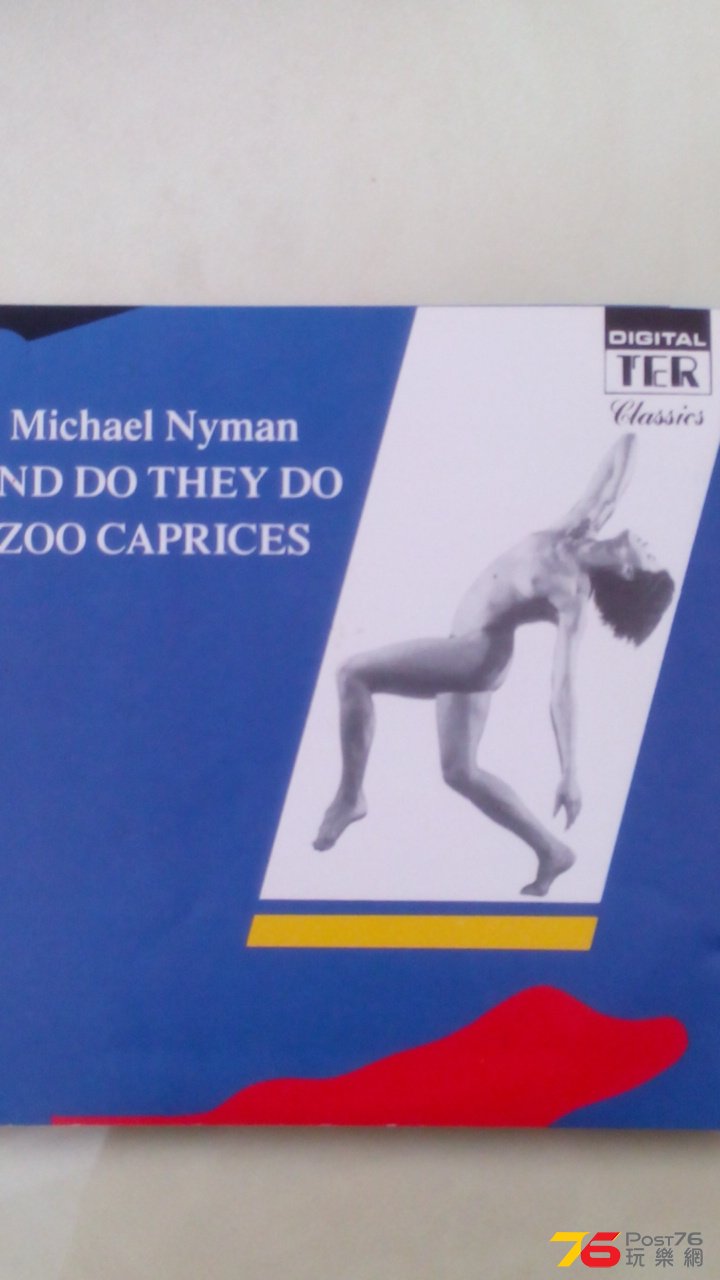 DIGITAL
TER
Classics
Michael Nyman
ND DO THEY DO
ZOO CAPRICES
76 POST76
玩樂網